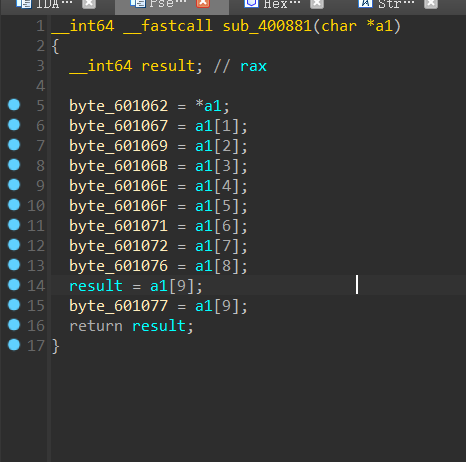 IDA··· Pse··· Hex··· Str···
1 __int64 __fastcall sub_400881(char *a1)
2 {
3 __int64 result; // rax
4
5 byte_601062 = *a1;
6 byte_601067 = a1[1];
7 byte_601069 = a1[2];
8 byte_60106B = a1[3];
9 byte_60106E = a1[4];
10 byte_60106F = a1[5];
11 byte_601071 = a1[6];
12 byte_601072 = a1[7];
13 byte_601076 = a1[8];
14 result = a1[9];
15 byte_601077 = a1[9];
16 return result;
17 }